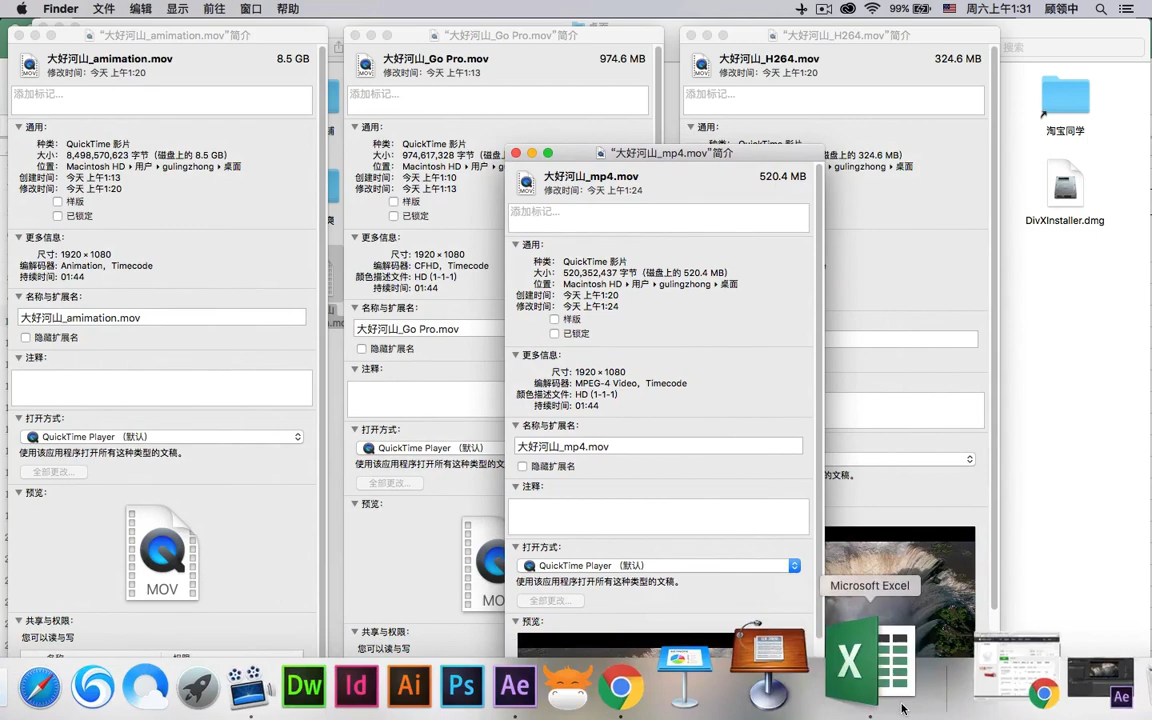 Finder 文件 编辑 显示 前往 窗口 帮助
99% 周六上午1:31 顾领中
“大好河山_amimation.mov”简介
大好河山_amimation.mov 8.5 GB
修改时间：今天 上午1:20
添加标记...
通用:
种类: QuickTime 影片
大小: 8,498,570,623 字节（磁盘上的 8.5 GB）
位置: Macintosh HD ▸ 用户 ▸ gulingzhong ▸ 桌面
创建时间: 今天 上午1:13
修改时间: 今天 上午1:20
样版
已锁定
更多信息:
尺寸: 1920 × 1080
编解码器: Animation，Timecode
持续时间: 01:44
名称与扩展名:
大好河山_amimation.mov
隐藏扩展名
注释:
打开方式:
QuickTime Player （默认）
使用该应用程序打开所有这种类型的文稿。
全部更改...
预览:
MOV
共享与权限:
您可以读与写
“大好河山_Go Pro.mov”简介
大好河山_Go Pro.mov 974.6 MB
修改时间：今天 上午1:13
添加标记...
通用:
种类: QuickTime 影片
大小: 974,617,328 字节（磁盘
位置: Macintosh HD ▸ 用户
创建时间: 今天 上午1:10
修改时间: 今天 上午1:13
样版
已锁定
更多信息:
尺寸: 1920 × 1080
编解码器: CFHD，Timecode
颜色描述文件: HD (1-1-1)
持续时间: 01:44
名称与扩展名:
大好河山_Go Pro.mov
隐藏扩展名
注释:
打开方式:
QuickTime Player （默认）
使用该应用程序打开所有这种类型的文
全部更改...
预览:
MO
共享与权限:
您可以读与写
“大好河山_H264.mov”简介
大好河山_H264.mov 324.6 MB
修改时间：今天 上午1:20
添加标记...
通用:
种类: QuickTime 影片
上的 324.6 MB）
gulingzhong ▸ 桌面
的文稿。
“大好河山_mp4.mov”简介
大好河山_mp4.mov 520.4 MB
修改时间：今天 上午1:24
添加标记...
通用:
种类: QuickTime 影片
大小: 520,352,437 字节（磁盘上的 520.4 MB）
位置: Macintosh HD ▸ 用户 ▸ gulingzhong ▸ 桌面
创建时间: 今天 上午1:20
修改时间: 今天 上午1:24
样版
已锁定
更多信息:
尺寸: 1920 × 1080
编解码器: MPEG-4 Video，Timecode
颜色描述文件: HD (1-1-1)
持续时间: 01:44
名称与扩展名:
大好河山_mp4.mov
隐藏扩展名
注释:
打开方式:
QuickTime Player （默认）
使用该应用程序打开所有这种类型的文稿。
全部更改...
预览:
搜索
淘宝同学
DivXInstaller.dmg
Microsoft Excel
Dw Id Ai Ps Ae
Ae